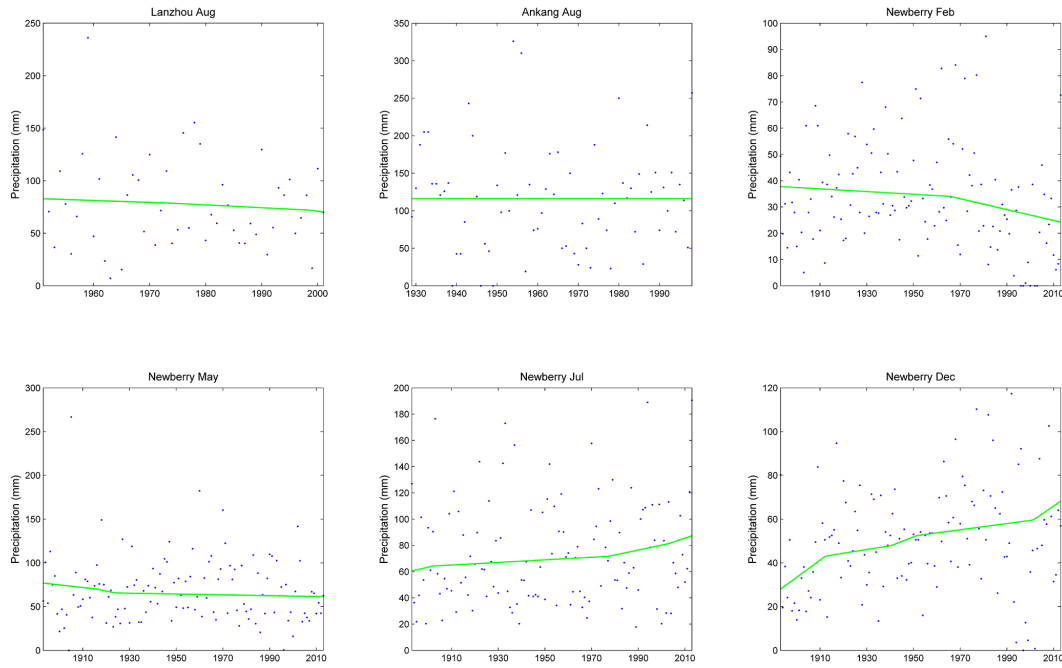 Lanzhou Aug
Precipitation (mm)
250
200
150
100
50
0
1960 1970 1980 1990 2000
Ankang Aug
Precipitation (mm)
350
300
250
200
150
100
50
0
1930 1940 1950 1960 1970 1980 1990
Newberry Feb
Precipitation (mm)
100
90
80
70
60
50
40
30
20
10
0
1910 1930 1950 1970 1990 2010
Newberry May
Precipitation (mm)
300
250
200
150
100
50
0
1910 1930 1950 1970 1990 2010
Newberry Jul
Precipitation (mm)
200
180
160
140
120
100
80
60
40
20
0
1910 1930 1950 1970 1990 2010
Newberry Dec
Precipitation (mm)
120
100
80
60
40
20
0
1910 1930 1950 1970 1990 2010